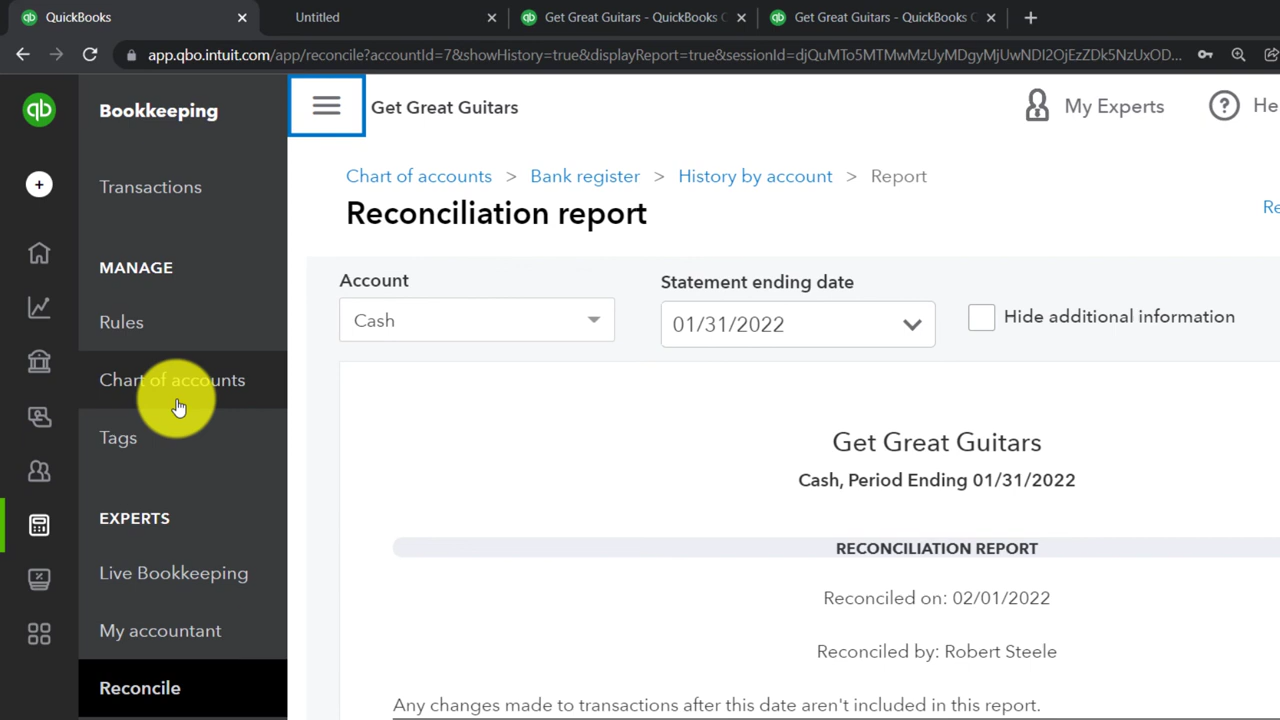 QuickBooks
Untitled
Get Great Guitars - QuickBooks
Get Great Guitars - QuickBooks
app.qbo.intuit.com/app/reconcile?accountId=7&showHistory=true&displayReport=true&sessionId=djQuMTo5MTMwMzUyMDgyMjUwNDI2OjEzZDk5NzUxOD...
qb
Bookkeeping
Get Great Guitars
My Experts
Transactions
Chart of accounts > Bank register > History by account > Report
Reconciliation report
MANAGE
Account
Statement ending date
Rules
Cash
01/31/2022
Hide additional information
Chart of accounts
Tags
Get Great Guitars
Cash, Period Ending 01/31/2022
EXPERTS
RECONCILIATION REPORT
Live Bookkeeping
Reconciled on: 02/01/2022
My accountant
Reconciled by: Robert Steele
Reconcile
Any changes made to transactions after this date aren't included in this report.